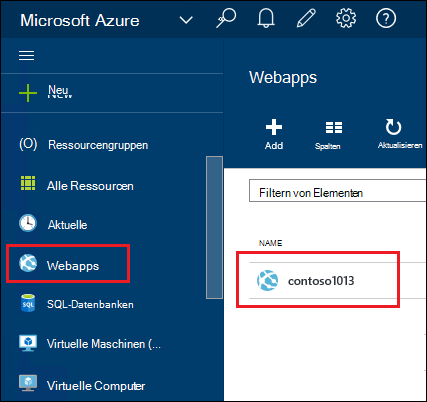 Microsoft Azure
Neu
Ressourcengruppen
Alle Ressourcen
Aktuelle
Webapps
SQL-Datenbanken
Virtuelle Maschinen (...
Virtuelle Computer
Webapps
Add
Spalten
Aktualisieren
Filtern von Elementen
NAME
contoso1013